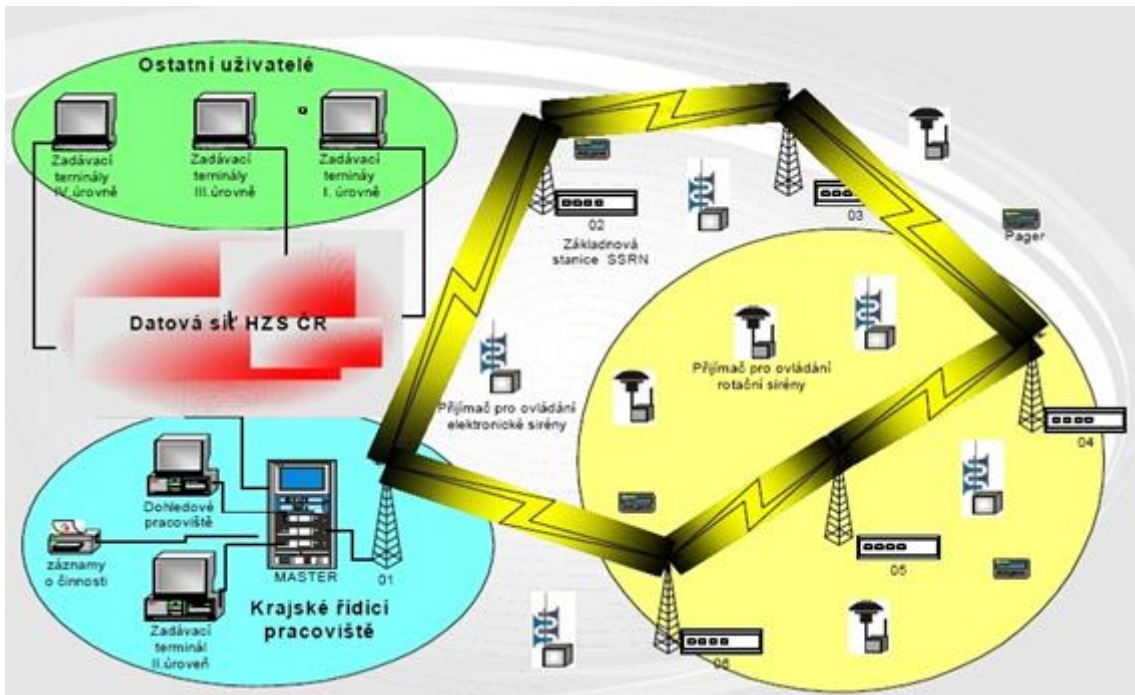 Ostatní uživatelé
Zadávací
terminály
IV.úrovně
Zadávací
terminály
III.úrovně
Zadávací
termináy
I. úrovně
02
Základnová
stanice SSRN
03
Pager
Datová síť HZS ČR
Přijímač pro ovládání
elektronické sirény
Přijímač pro ovládání
rotační sirény
04
Dohledové
pracoviště
záznamy
o činnosti
MASTER
01
05
Krajské řídící
pracoviště
Zadávací
terminál
II.úroveň
06